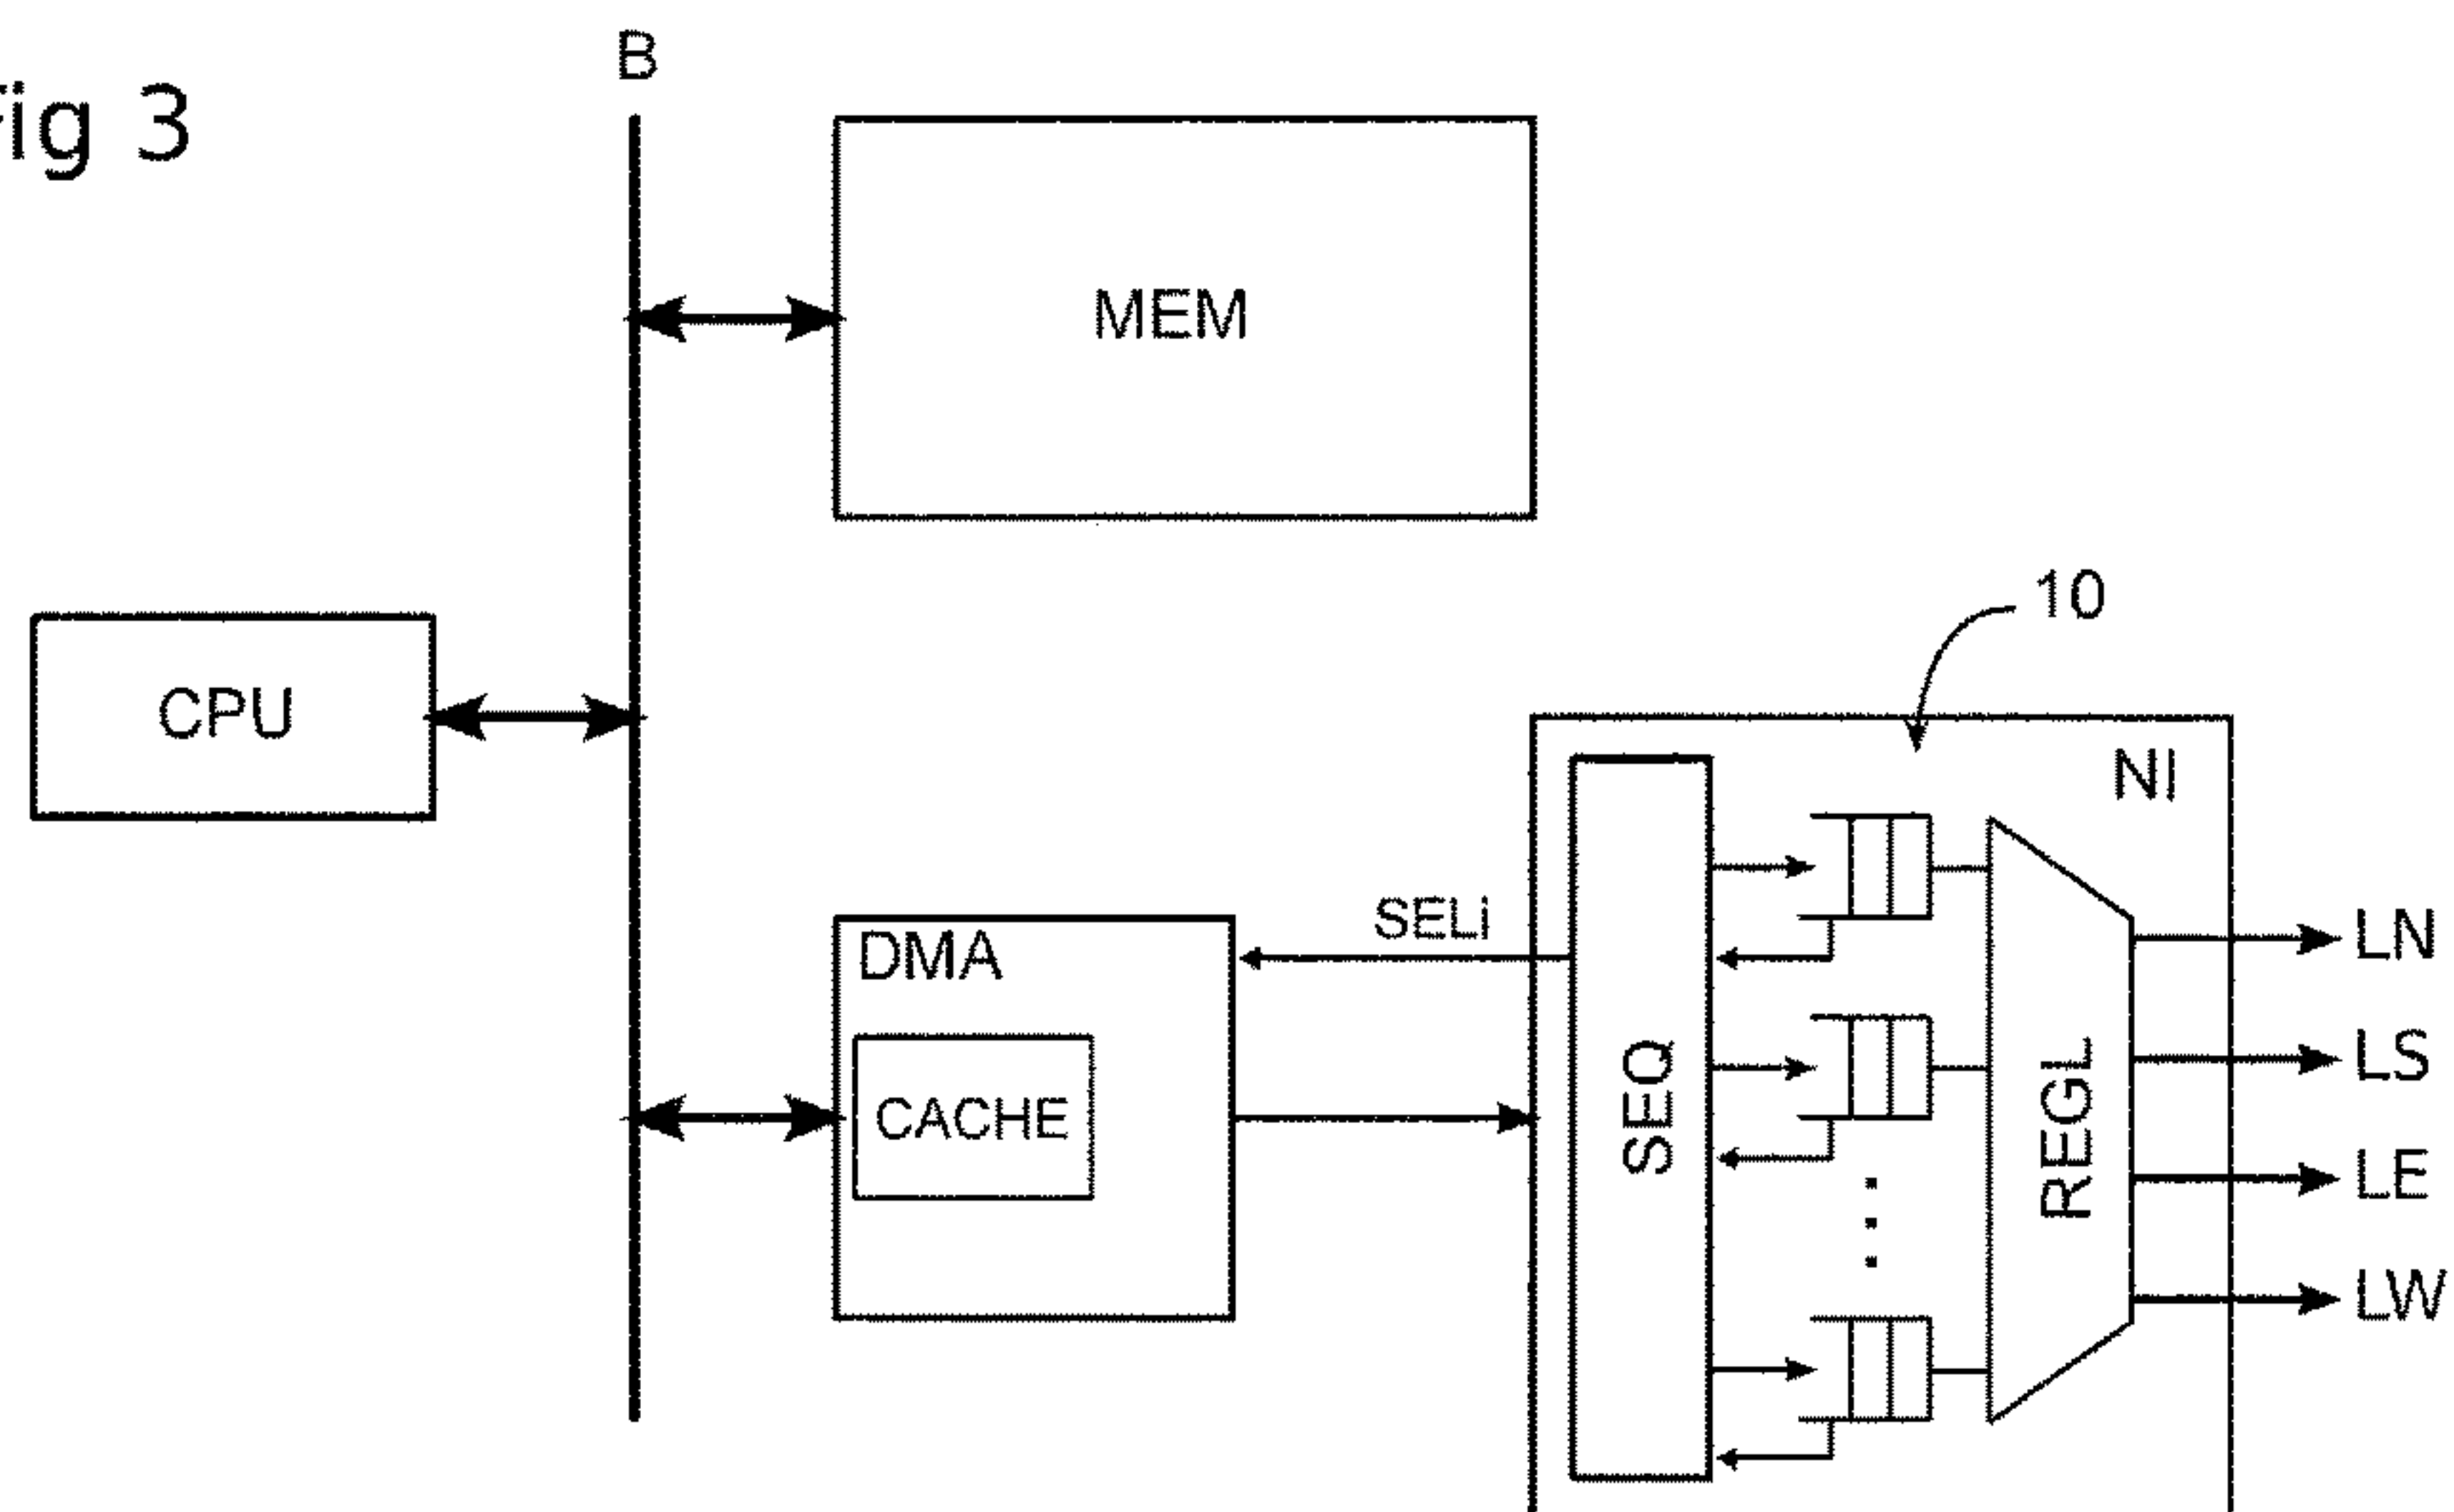 ig 3
B
MEM
10
CPU
NI
SELi
DMA
LN
CACHE
SEQ
REGL
LS
LE
LW